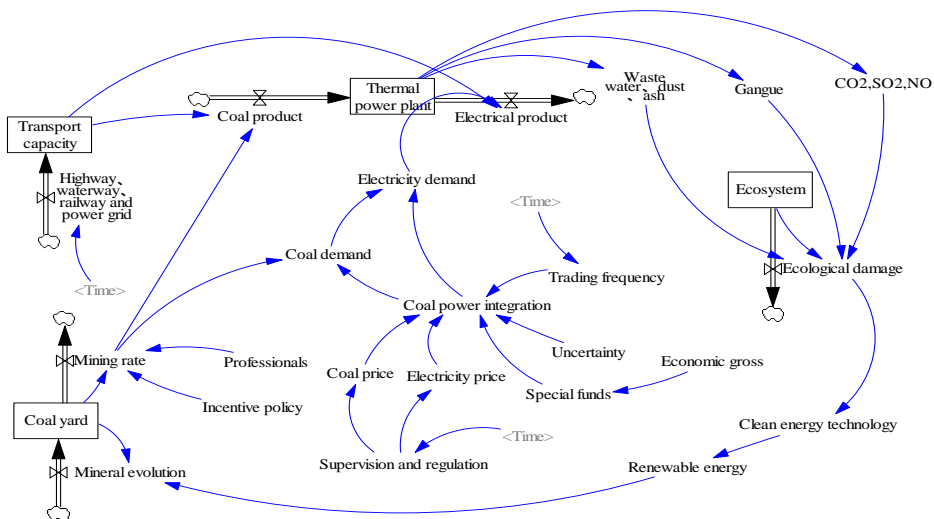 Thermal
power plant
Waste
water、dust
、ash
Gangue
CO2,SO2,NO
Coal product
Electrical product
Transport
capacity
Highway、
waterway、
railway and
power grid
Electricity demand
Ecosystem
<Time>
Coal demand
Trading frequency
Ecological damage
<Time>
Coal power integration
Mining rate
Professionals
Uncertainty
Economic gross
Coal price
Electricity price
Special funds
Incentive policy
Coal yard
<Time>
Clean energy technology
Supervision and regulation
Renewable energy
Mineral evolution